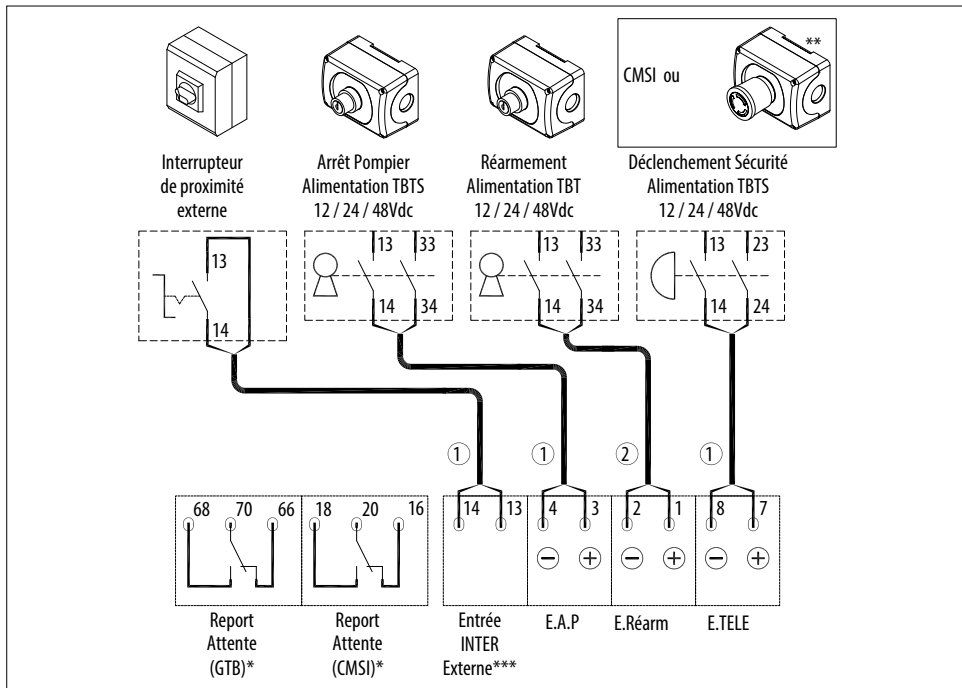 CMSI ou
**
Interrupteur
de proximité
externe
Arrêt Pompier
Alimentation TBTS
12 / 24 / 48Vdc
Réarmement
Alimentation TBT
12 / 24 / 48Vdc
Déclenchement Sécurité
Alimentation TBTS
12 / 24 / 48Vdc
13
14
13 33
14 34
13 33
14 34
13 23
14 24
1 1 2 1
68 70 66
18 20 16
14 13
4 3
2 1
8 7
− + − + − +
Report
Attente
(GTB)*
Report
Attente
(CMSI)*
Entrée
INTER
Externe***
E.A.P
E.Réarm
E.TELE